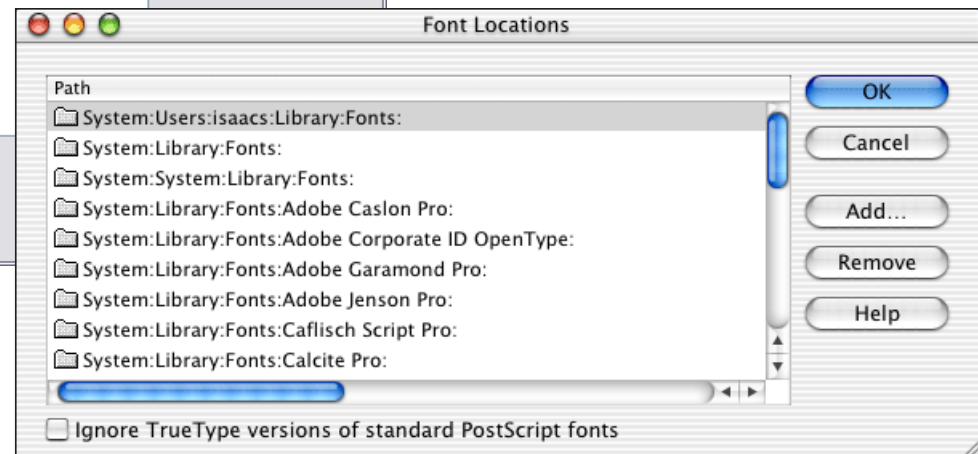 Font Locations
Path
OK
System:Users:isaacs:Library:Fonts:
System:Library:Fonts:
Cancel
System:System:Library:Fonts:
System:Library:Fonts:Adobe Caslon Pro:
Add...
System:Library:Fonts:Adobe Corporate ID OpenType:
System:Library:Fonts:Adobe Garamond Pro:
Remove
System:Library:Fonts:Adobe Jenson Pro:
Help
System:Library:Fonts:Caflisch Script Pro:
System:Library:Fonts:Calcite Pro:
Ignore TrueType versions of standard PostScript fonts